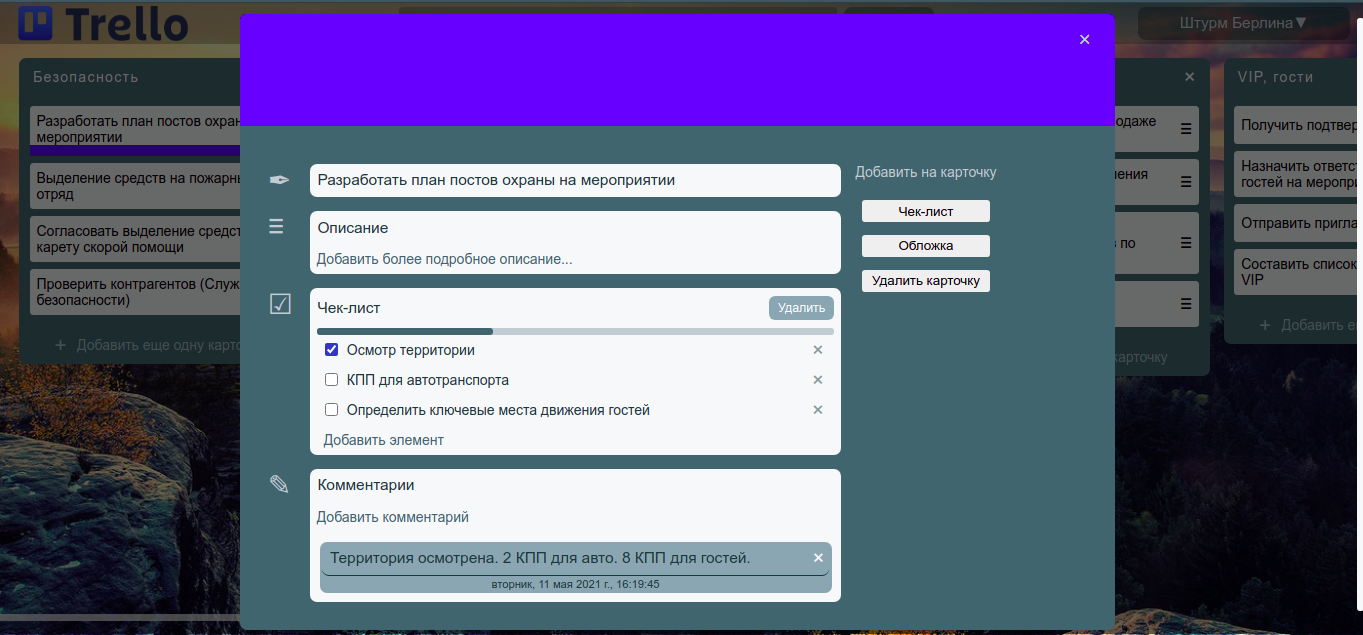 Trello
Штурм Берлина▼
Безопасность
Разработать план постов охран
мероприятии
Выделение средств на пожарн
отряд
Согласовать выделение средст
карету скорой помощи
Проверить контрагентов (Служ
безопасности)
+ Добавить еще одну карто
×
Разработать план постов охраны на мероприятии
Описание
Добавить более подробное описание...
Чек-лист
Удалить
Осмотр территории ×
КПП для автотранспорта ×
Определить ключевые места движения гостей ×
Добавить элемент
Комментарии
Добавить комментарий
Территория осмотрена. 2 КПП для авто. 8 КПП для гостей. ×
вторник, 11 мая 2021 г., 16:19:45
Добавить на карточку
Чек-лист
Обложка
Удалить карточку
×
одаже
ения
по
карточку
VIP, гости
Получить подтвер
Назначить ответст
гостей на меропри
Отправить пригла
Составить список
VIP
+ Добавить е